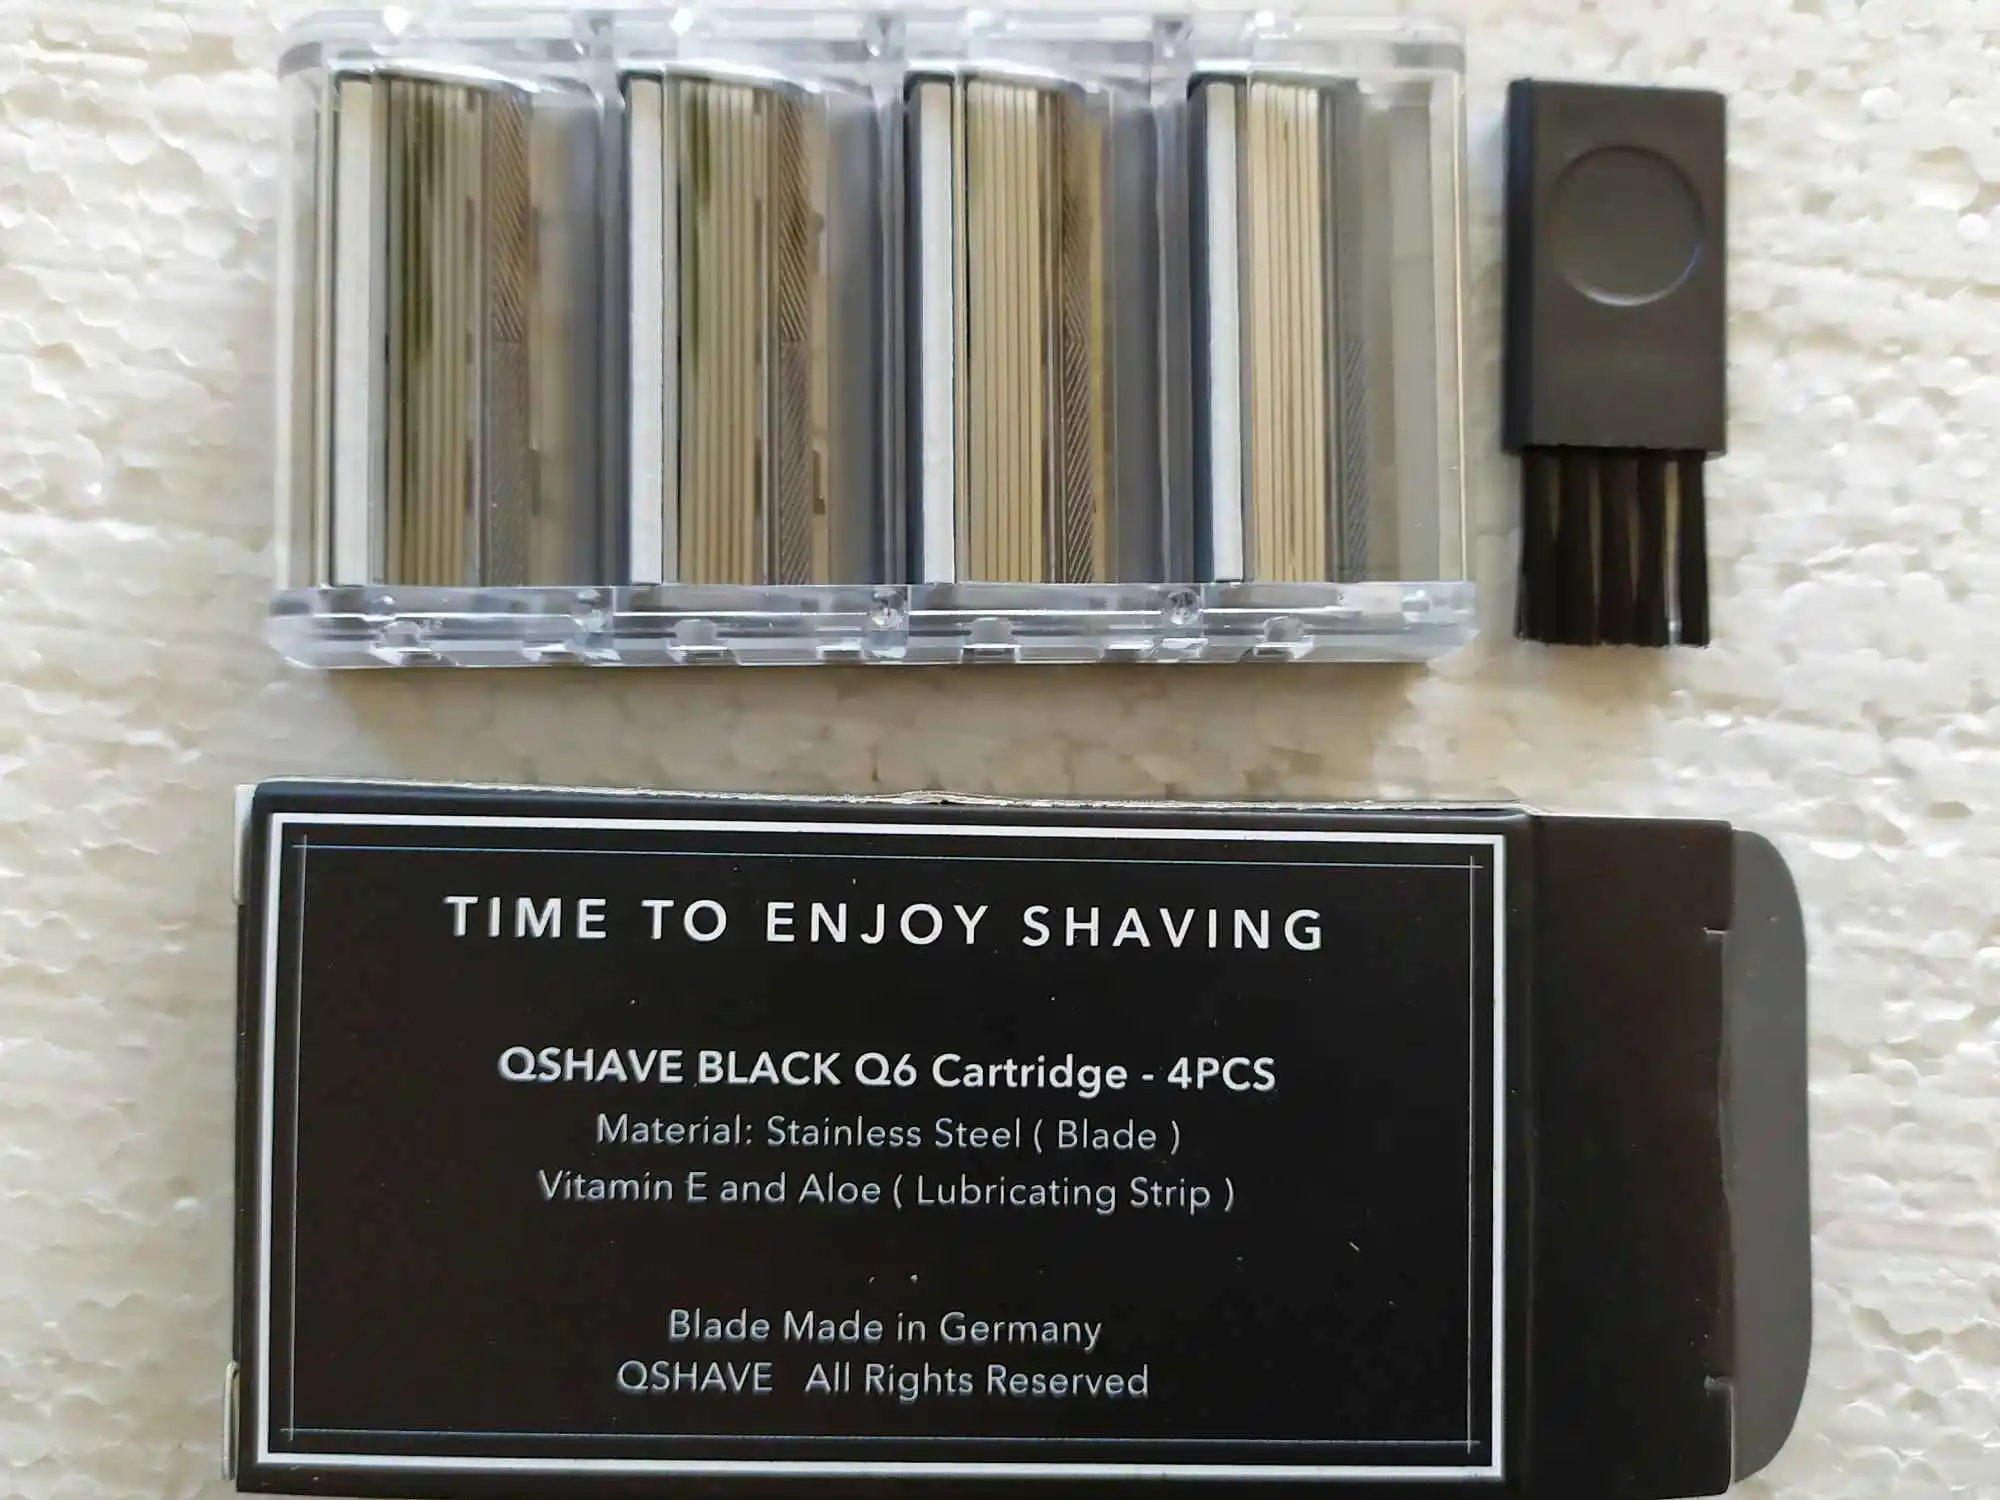 TIME TO ENJOY SHAVING
QSHAVE BLACK Q6 Cartridge - 4PCS
Material: Stainless Steel ( Blade )
Vitamin E and Aloe ( Lubricating Strip )
Blade Made in Germany
QSHAVE All Rights Reserved